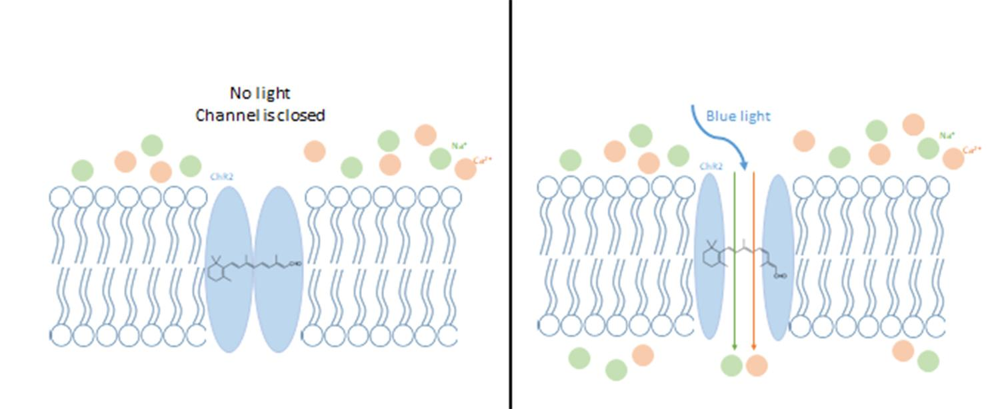 No light
Channel is closed
Na⁺
Ca²⁺
ChR2
Blue light
Na⁺
Ca²⁺
ChR2